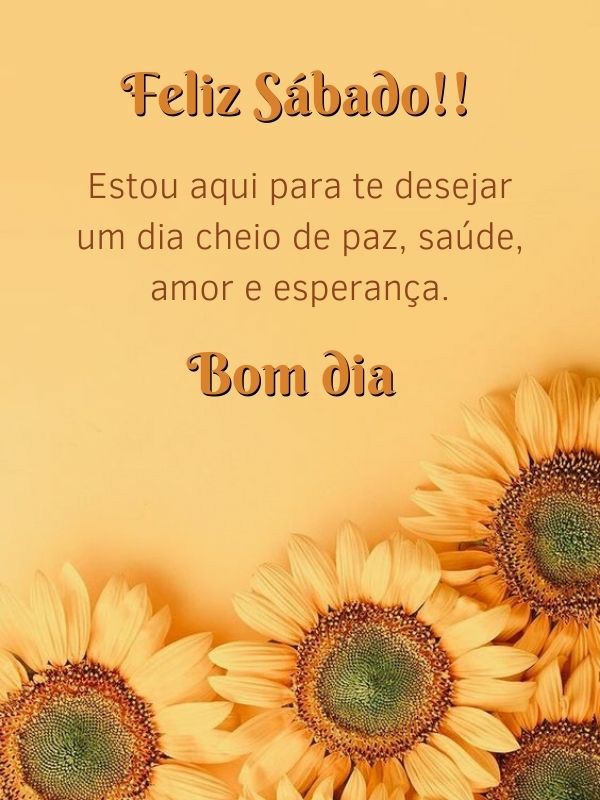 Feliz Sábado!!
Estou aqui para te desejar
um dia cheio de paz, saúde,
amor e esperança.
Bom dia